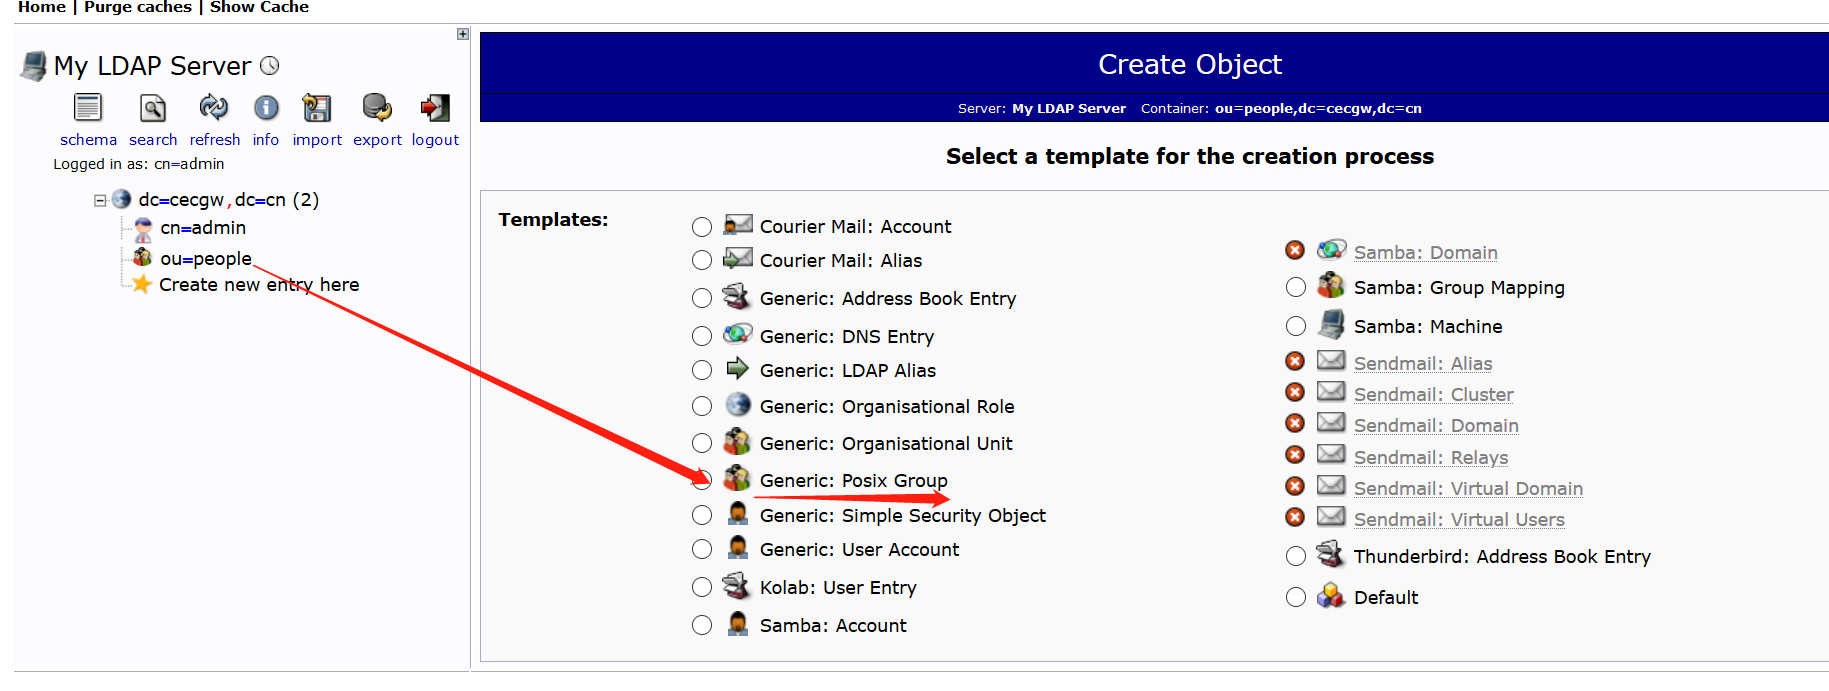 Home | Purge caches | Show Cache
My LDAP Server
schema search refresh info import export logout
Logged in as: cn=admin
dc=cecgw,dc=cn (2)
cn=admin
ou=people
Create new entry here
Create Object
Server: My LDAP Server Container: ou=people,dc=cecgw,dc=cn
Select a template for the creation process
Templates:
Courier Mail: Account
Courier Mail: Alias
Generic: Address Book Entry
Generic: DNS Entry
Generic: LDAP Alias
Generic: Organisational Role
Generic: Organisational Unit
Generic: Posix Group
Generic: Simple Security Object
Generic: User Account
Kolab: User Entry
Samba: Account
Samba: Domain
Samba: Group Mapping
Samba: Machine
Sendmail: Alias
Sendmail: Cluster
Sendmail: Domain
Sendmail: Relays
Sendmail: Virtual Domain
Sendmail: Virtual Users
Thunderbird: Address Book Entry
Default